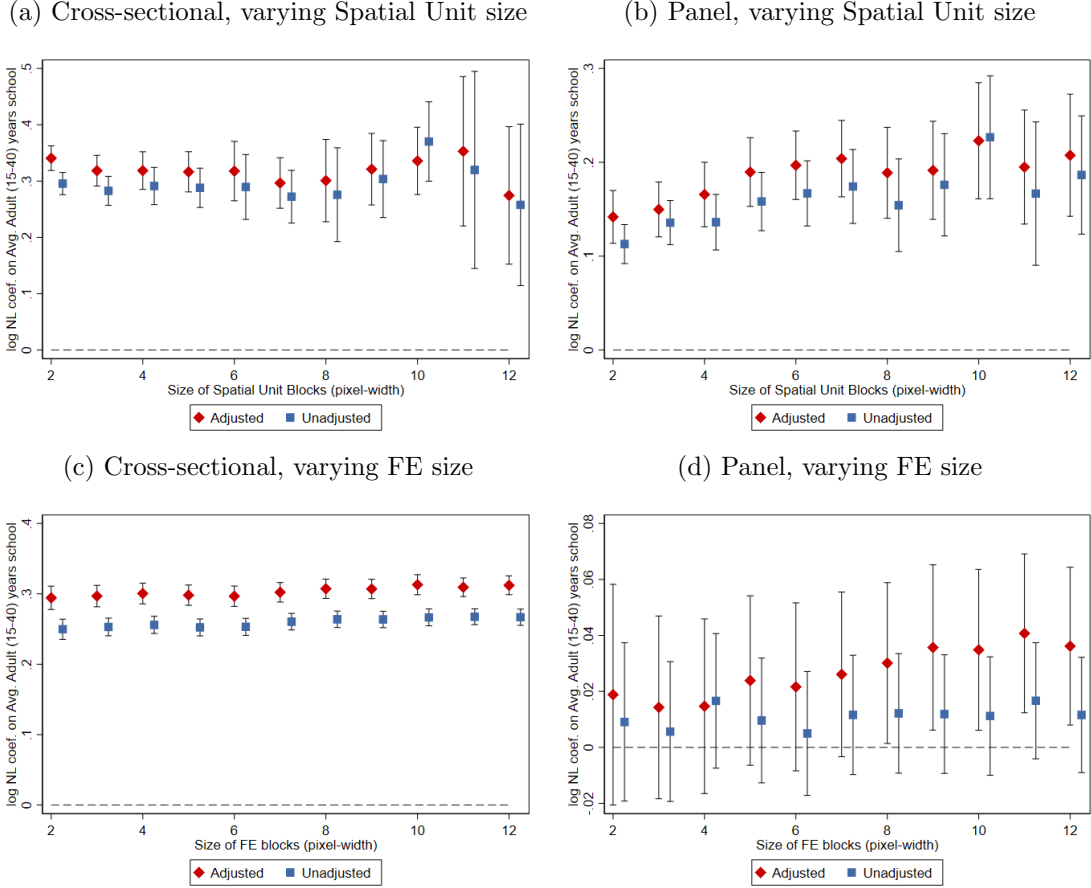 (a) Cross-sectional, varying Spatial Unit size
log NL coef. on Avg. Adult (15-40) years school
.5
.4
.3
.2
.1
0
2 4 6 8 10 12
Size of Spatial Unit Blocks (pixel-width)
Adjusted Unadjusted
(b) Panel, varying Spatial Unit size
log NL coef. on Avg. Adult (15-40) years school
.3
.2
.1
0
2 4 6 8 10 12
Size of Spatial Unit Blocks (pixel-width)
Adjusted Unadjusted
(c) Cross-sectional, varying FE size
log NL coef. on Avg. Adult (15-40) years school
.4
.3
.2
.1
0
2 4 6 8 10 12
Size of FE blocks (pixel-width)
Adjusted Unadjusted
(d) Panel, varying FE size
log NL coef. on Avg. Adult (15-40) years school
.08
.06
.04
.02
0
-.02
2 4 6 8 10 12
Size of FE blocks (pixel-width)
Adjusted Unadjusted